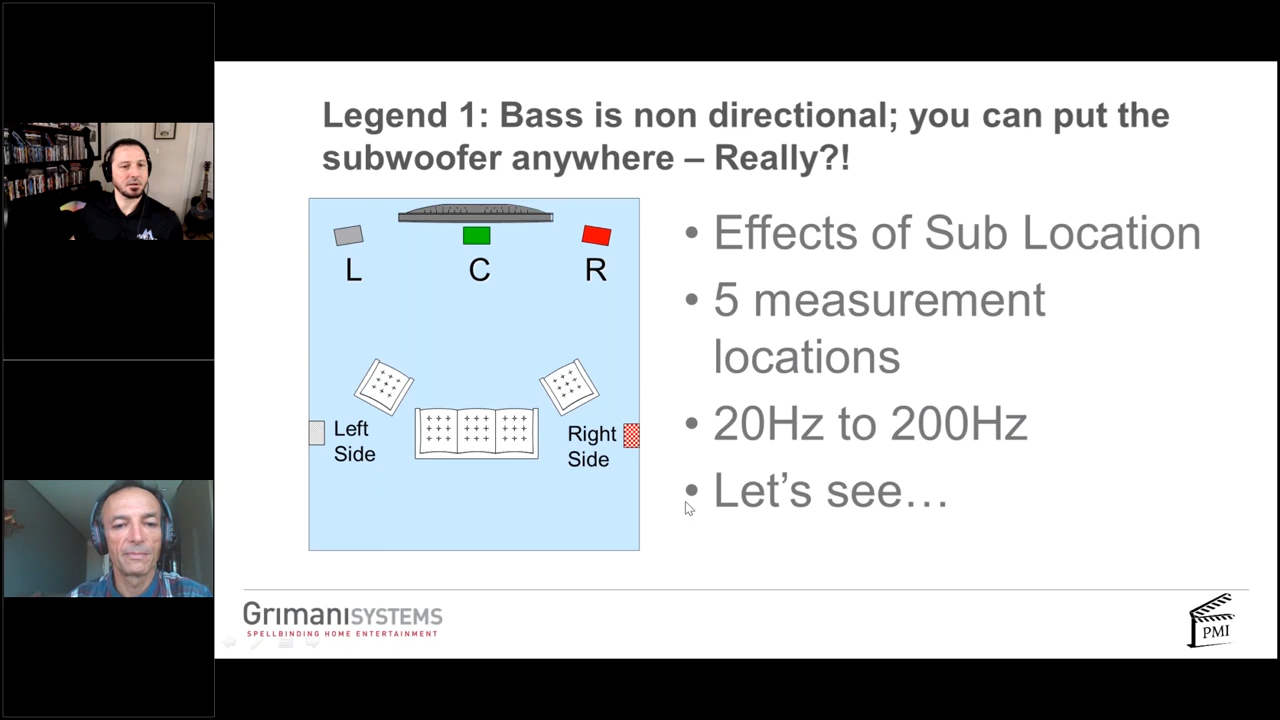 Legend 1: Bass is non directional; you can put the
subwoofer anywhere – Really?!
L
C
R
Left
Side
Right
Side
• Effects of Sub Location
• 5 measurement
locations
• 20Hz to 200Hz
• Let's see…
GrimaniSYSTEMS
SPELLBINDING HOME ENTERTAINMENT
PMI